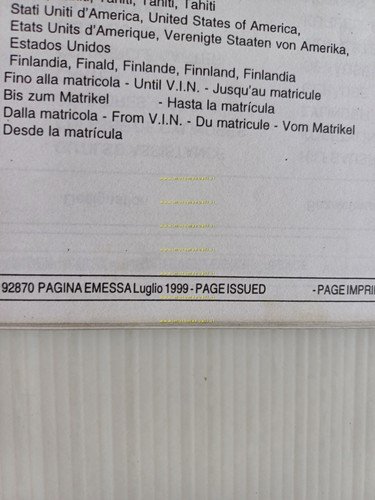 Tahiti, Tahiti, Tahiti
Stati Uniti d'America, United States of America,
Etats Units d'Amerique, Verenigte Staaten von Amerika,
Estados Unidos
Finlandia, Finald, Finlande, Finnland, Finlandia
Fino alla matricola - Until V.I.N. - Jusqu'au matricule
Bis zum Matrikel - Hasta la matrícula
Dalla matricola - From V.I.N. - Du matricule - Vom Matrikel
Desde la matrícula
92870 PAGINA EMESSA Luglio 1999 - PAGE ISSUED -PAGE IMPRI